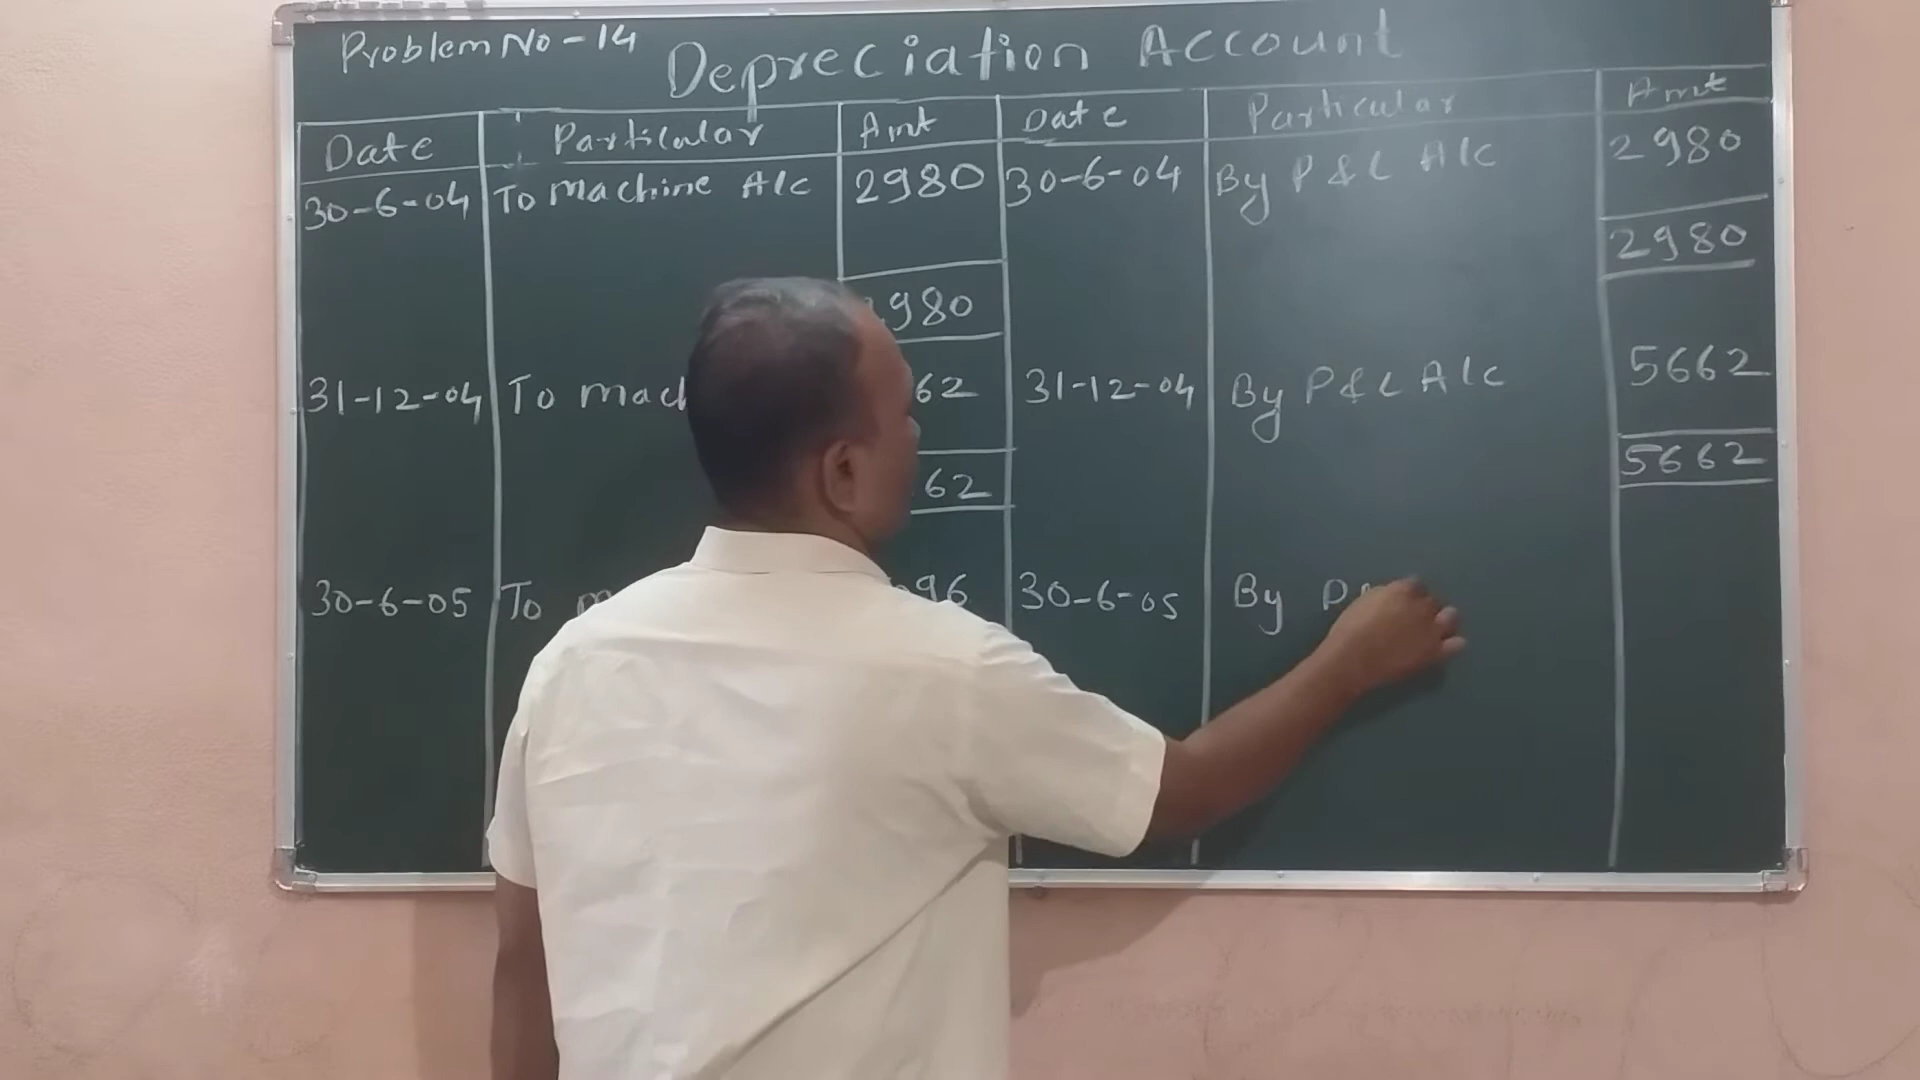 Problem No - 14
Depreciation Account
Date Particular Amt Date Particular Amt
30-6-04 To Machine A/c 2980 30-6-04 By P & L A/c 2980
2980
980
31-12-04 To 62 31-12-04 By P & L A/c 5662
62 5662
30-6-05 To 96 30-6-05 By P